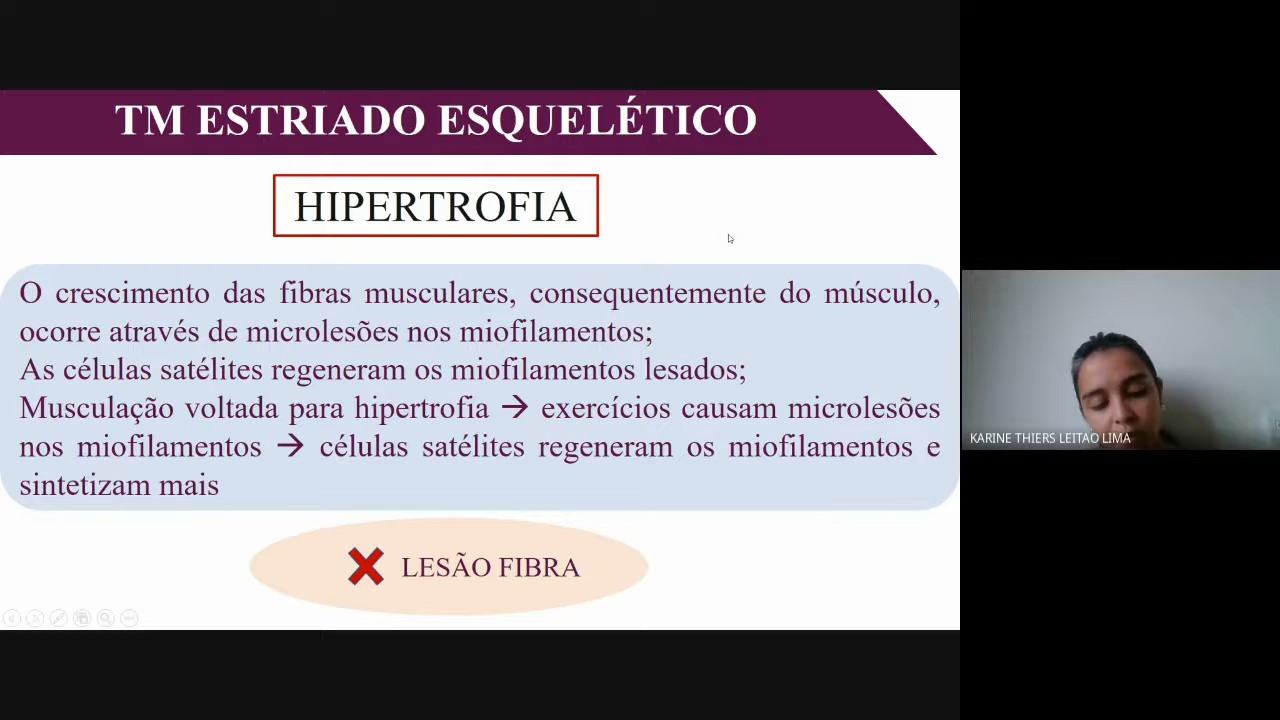 TM ESTRIADO ESQUELÉTICO
HIPERTROFIA
O crescimento das fibras musculares, consequentemente do músculo,
ocorre através de microlesões nos miofilamentos;
As células satélites regeneram os miofilamentos lesados;
Musculação voltada para hipertrofia → exercícios causam microlesões
nos miofilamentos → células satélites regeneram os miofilamentos e
sintetizam mais
LESÃO FIBRA
KARINE THIERS LEITAO LIMA